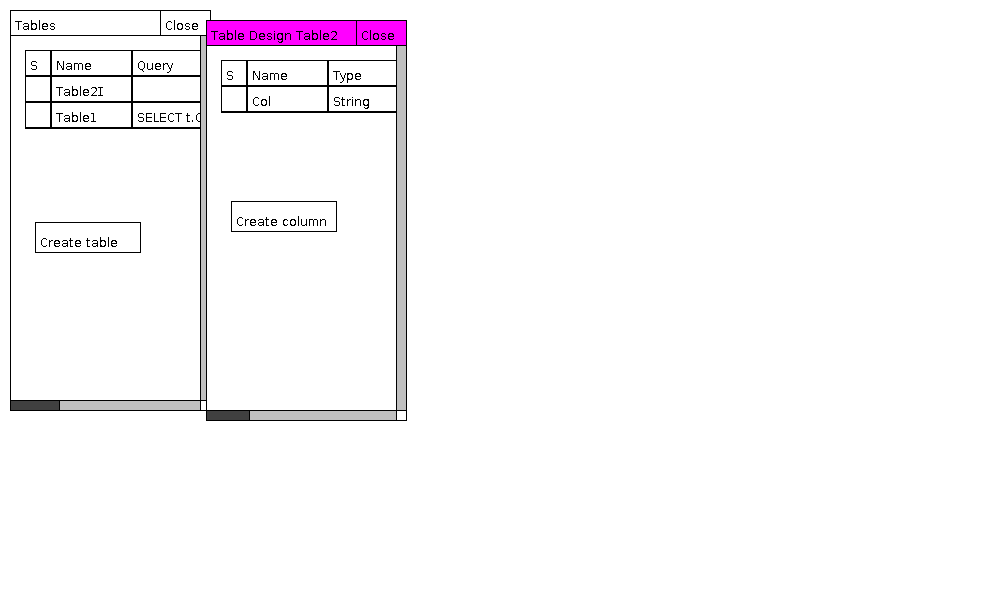 Tables Close
S Name Query
Table2I
Table1 SELECT t.
Create table
Table Design Table2 Close
S Name Type
Col String
Create column